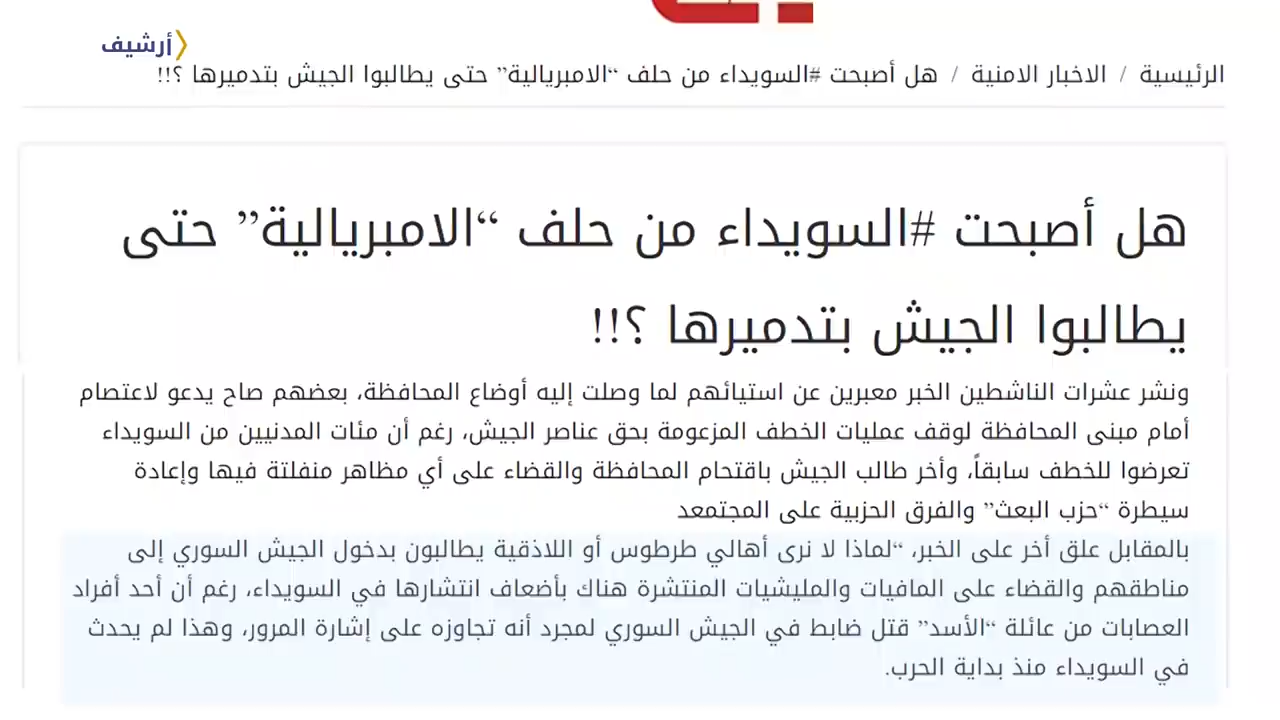 أرشيف
الرئيسية / الاخبار الامنية / هل أصبحت #السويداء من حلف “الامبريالية” حتى يطالبوا الجيش بتدميرها ؟!!
هل أصبحت #السويداء من حلف “الامبريالية” حتى
يطالبوا الجيش بتدميرها ؟!!
ونشر عشرات الناشطين الخبر معبرين عن استيائهم لما وصلت إليه أوضاع المحافظة، بعضهم صاح يدعو لاعتصام
أمام مبنى المحافظة لوقف عمليات الخطف المزعومة بحق عناصر الجيش، رغم أن مئات المدنيين من السويداء
تعرضوا للخطف سابقاً، وأخر طالب الجيش باقتحام المحافظة والقضاء على أي مظاهر منفلتة فيها وإعادة
سيطرة “حزب البعث” والفرق الحزبية على المجتمعد
بالمقابل علق أخر على الخبر، “لماذا لا نرى أهالي طرطوس أو اللاذقية يطالبون بدخول الجيش السوري إلى
مناطقهم والقضاء على المافيات والمليشيات المنتشرة هناك بأضعاف انتشارها في السويداء، رغم أن أحد أفراد
العصابات من عائلة “الأسد” قتل ضابط في الجيش السوري لمجرد أنه تجاوزه على إشارة المرور، وهذا لم يحدث
في السويداء منذ بداية الحرب.